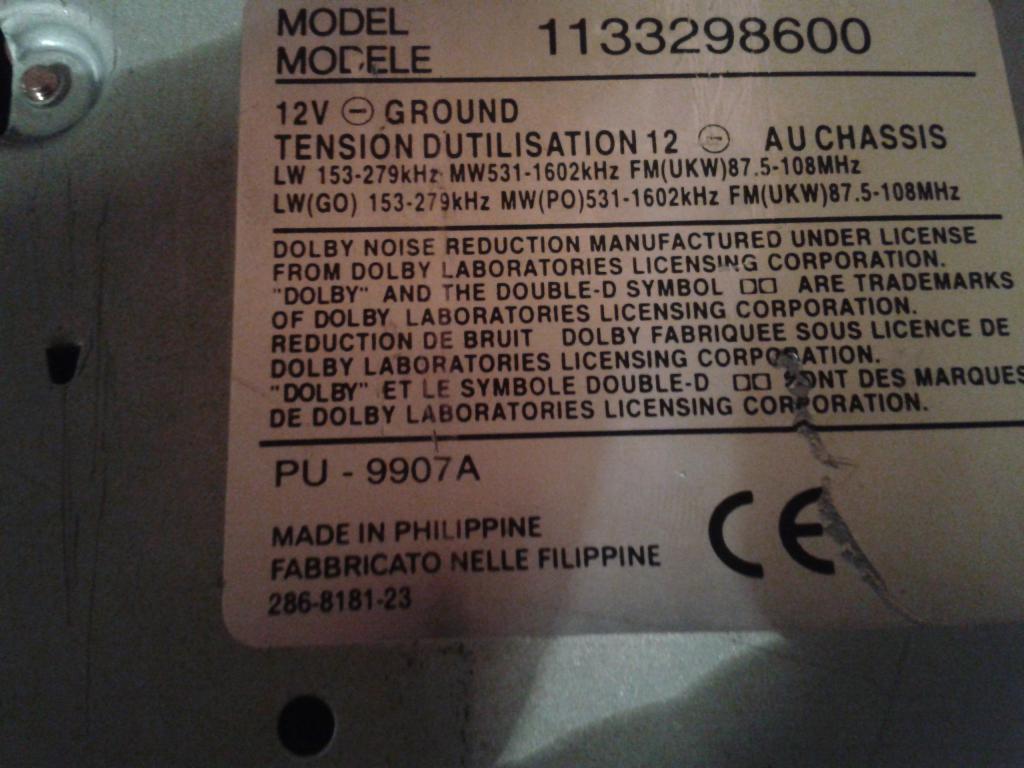 MODEL 1133298600
MODELE
12V ⊖ GROUND
TENSION DUTILISATION 12 ⊖ AU CHASSIS
LW 153-279kHz MW531-1602kHz FM(UKW)87.5-108MHz
LW(GO) 153-279kHz MW(PO)531-1602kHz FM(UKW)87.5-108MHz
DOLBY NOISE REDUCTION MANUFACTURED UNDER LICENSE
FROM DOLBY LABORATORIES LICENSING CORPORATION.
"DOLBY" AND THE DOUBLE-D SYMBOL ARE TRADEMARKS
OF DOLBY LABORATORIES LICENSING CORPORATION.
REDUCTION DE BRUIT DOLBY FABRIQUEE SOUS LICENCE DE
DOLBY LABORATORIES LICENSING CORPORATION.
"DOLBY" ET LE SYMBOLE DOUBLE-D SONT DES MARQUES
DE DOLBY LABORATORIES LICENSING CORPORATION.
PU - 9907A
MADE IN PHILIPPINE
FABBRICATO NELLE FILIPPINE
286-8181-23
CE